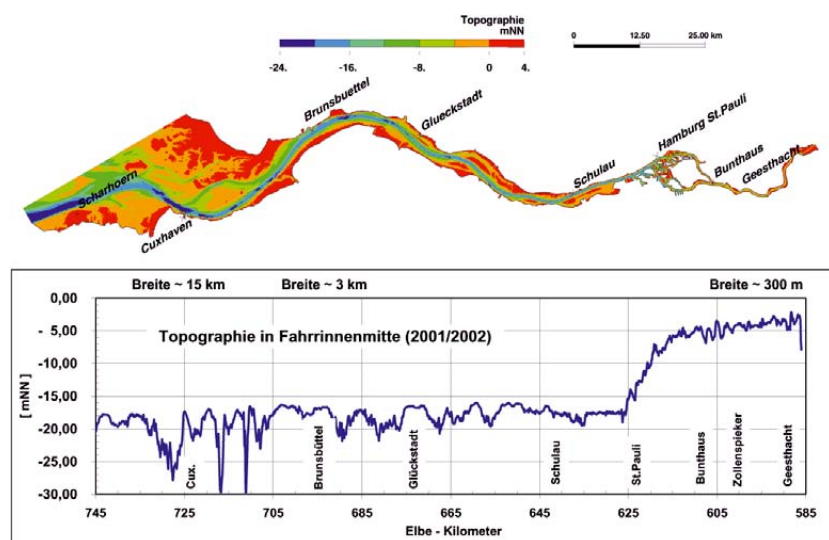 Topographie
mNN
-24. -16. -8. 0 4.
0 12.50 25.00 km
Brunsbuettel
Glueckstadt
Hamburg St.Pauli
Scharhoern
Cuxhaven
Schulau
Bunthaus
Geesthacht
Breite ~ 15 km Breite ~ 3 km Breite ~ 300 m
Topographie in Fahrrinnenmitte (2001/2002)
[ mNN]
0,00
- 5,00
-10,00
-15,00
-20,00
-25,00
-30,00
Cux.
Brunsbüttel
Glückstadt
Schulau
St.Pauli
Bunthaus
Zollenspieker
Geesthacht
745 725 705 685 665 645 625 605 585
Elbe - Kilometer